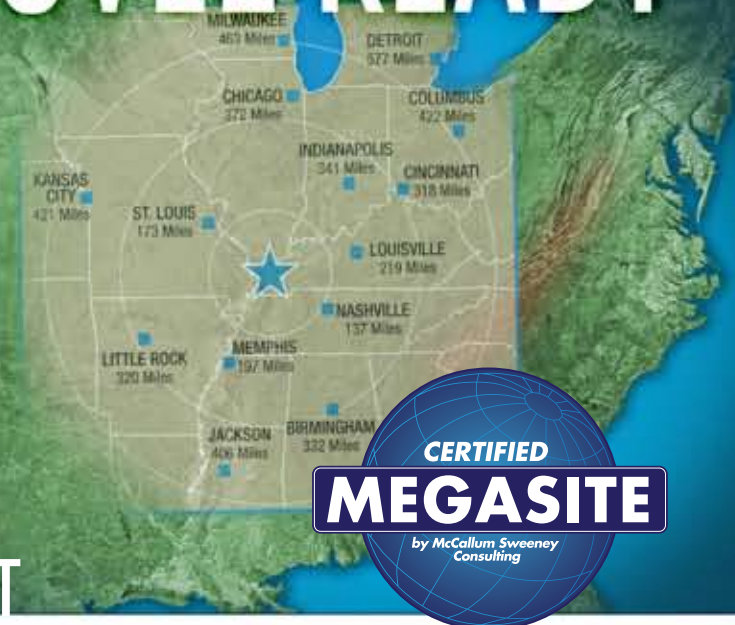 READY
MILWAUKEE
463 Miles
DETROIT
577 Miles
CHICAGO
372 Miles
COLUMBUS
422 Miles
INDIANAPOLIS
341 Miles
CINCINNATI
318 Miles
KANSAS
CITY
421 Miles
ST. LOUIS
173 Miles
LOUISVILLE
219 Miles
NASHVILLE
137 Miles
LITTLE ROCK
320 Miles
MEMPHIS
197 Miles
JACKSON
406 Miles
BIRMINGHAM
332 Miles
CERTIFIED
MEGASITE
by McCallum Sweeney
Consulting
T